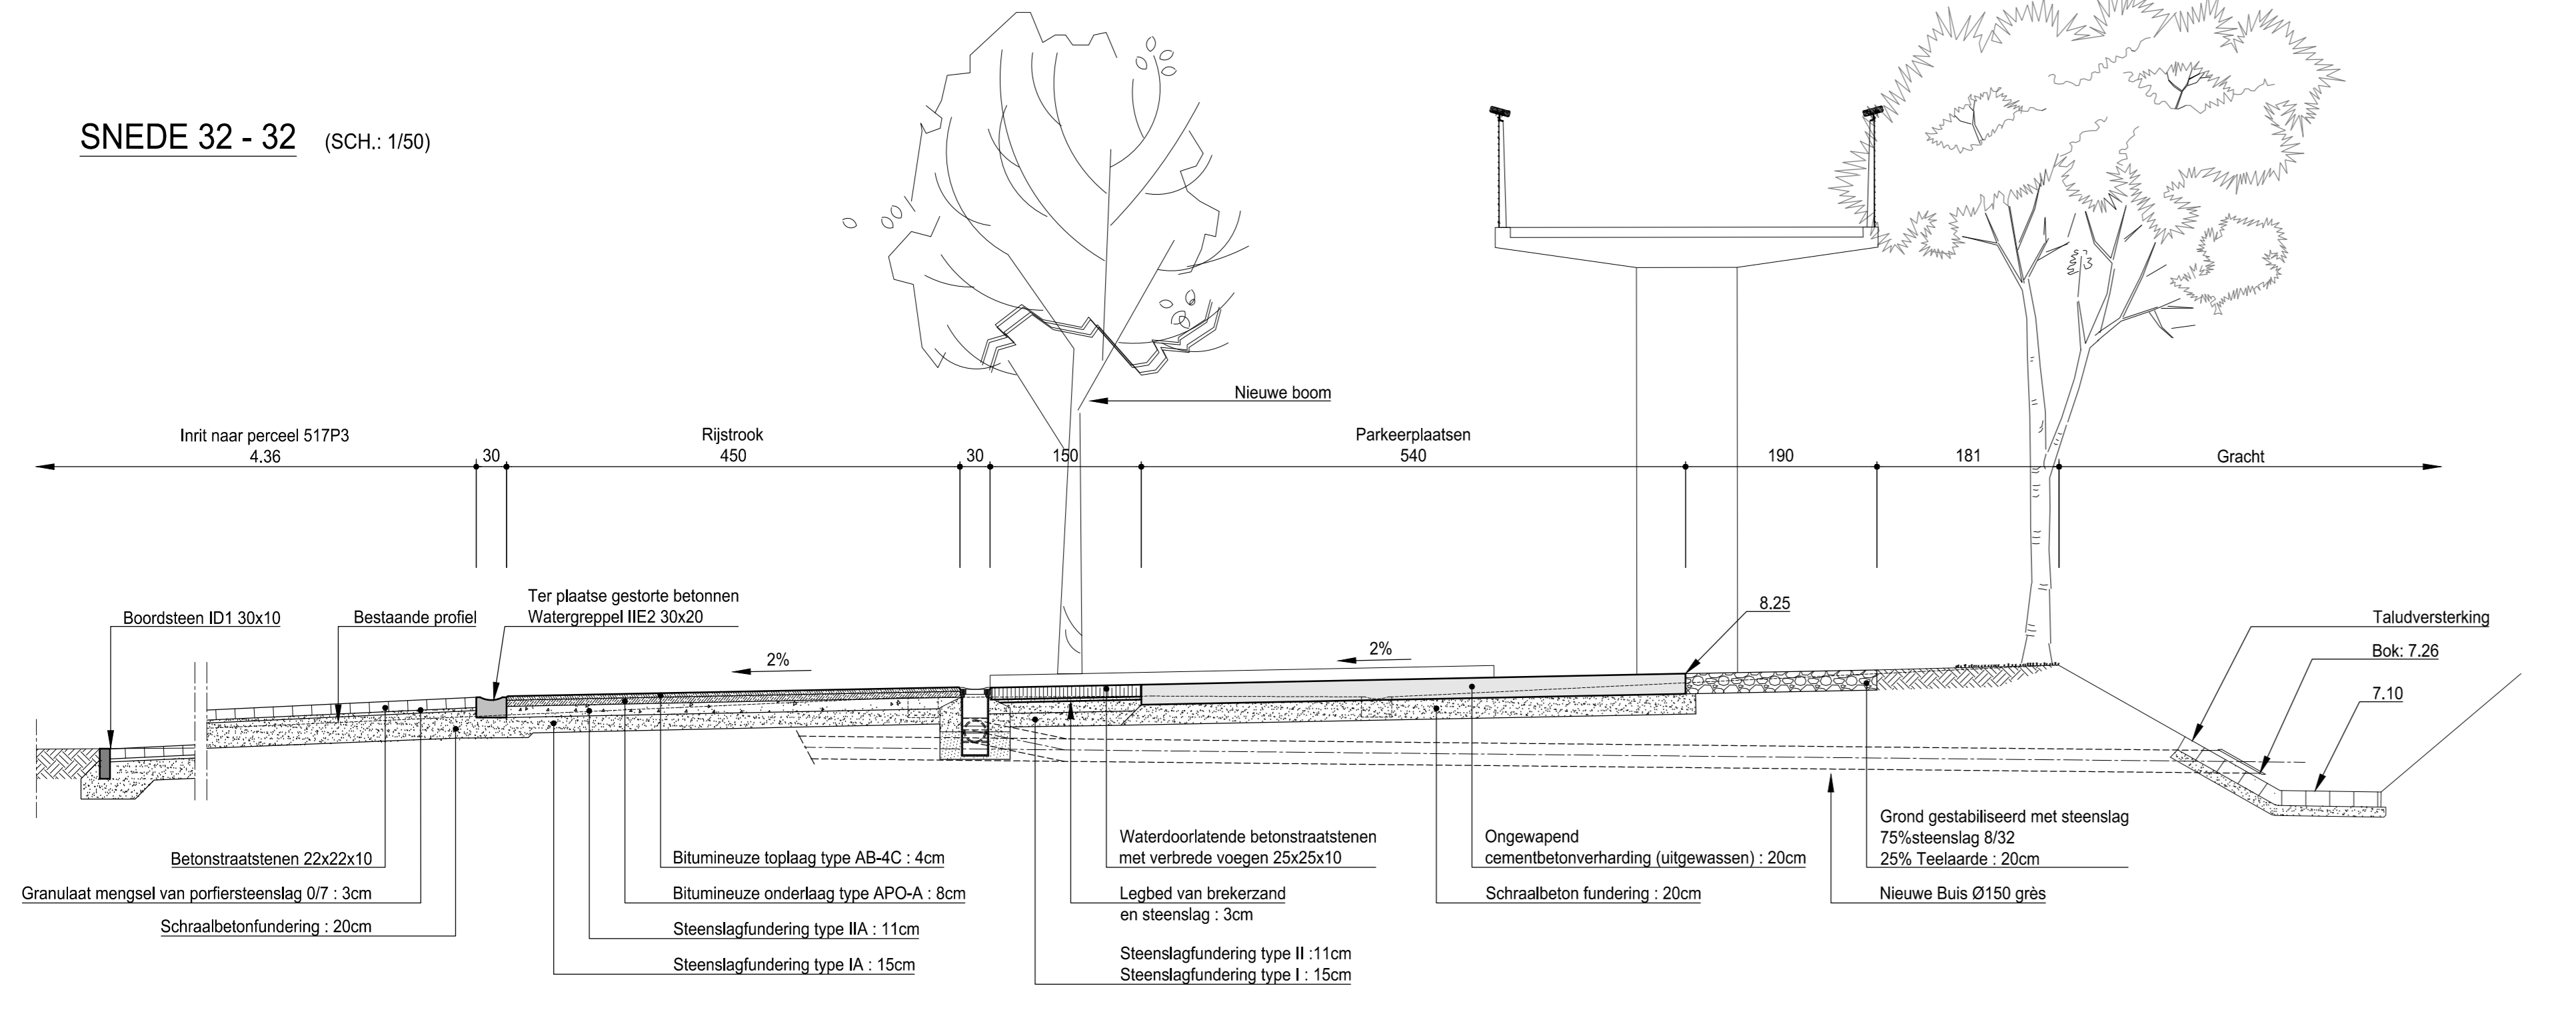 SNEDE 32 - 32 (SCH.: 1/50)
Nieuwe boom
Inrit naar perceel 517P3
4.36
30
Rijstrook
450
30
150
Parkeerplaatsen
540
190
181
Gracht
Boordsteen ID1 30x10
Bestaande profiel
Ter plaatse gestorte betonnen
Watergreppel IIE2 30x20
2%
2%
8.25
Taludversterking
Bok: 7.26
7.10
Betonstraatstenen 22x22x10
Granulaat mengsel van porfiersteenslag 0/7 : 3cm
Schraalbetonfundering : 20cm
Bitumineuze toplaag type AB-4C : 4cm
Bitumineuze onderlaag type APO-A : 8cm
Steenslagfundering type IIA : 11cm
Steenslagfundering type IA : 15cm
Waterdoorlatende betonstraatstenen
met verbrede voegen 25x25x10
Legbed van brekerzand
en steenslag : 3cm
Steenslagfundering type II :11cm
Steenslagfundering type I : 15cm
Ongewapend
cementbetonverharding (uitgewassen) : 20cm
Schraalbeton fundering : 20cm
Grond gestabiliseerd met steenslag
75%steenslag 8/32
25% Teelaarde : 20cm
Nieuwe Buis Ø150 grès